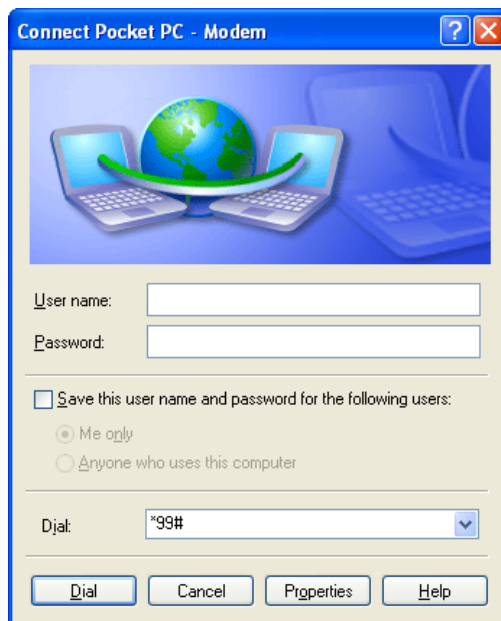 Connect Pocket PC - Modem
User name:
Password:
Save this user name and password for the following users:
Me only
Anyone who uses this computer
Dial: *99#
Dial Cancel Properties Help